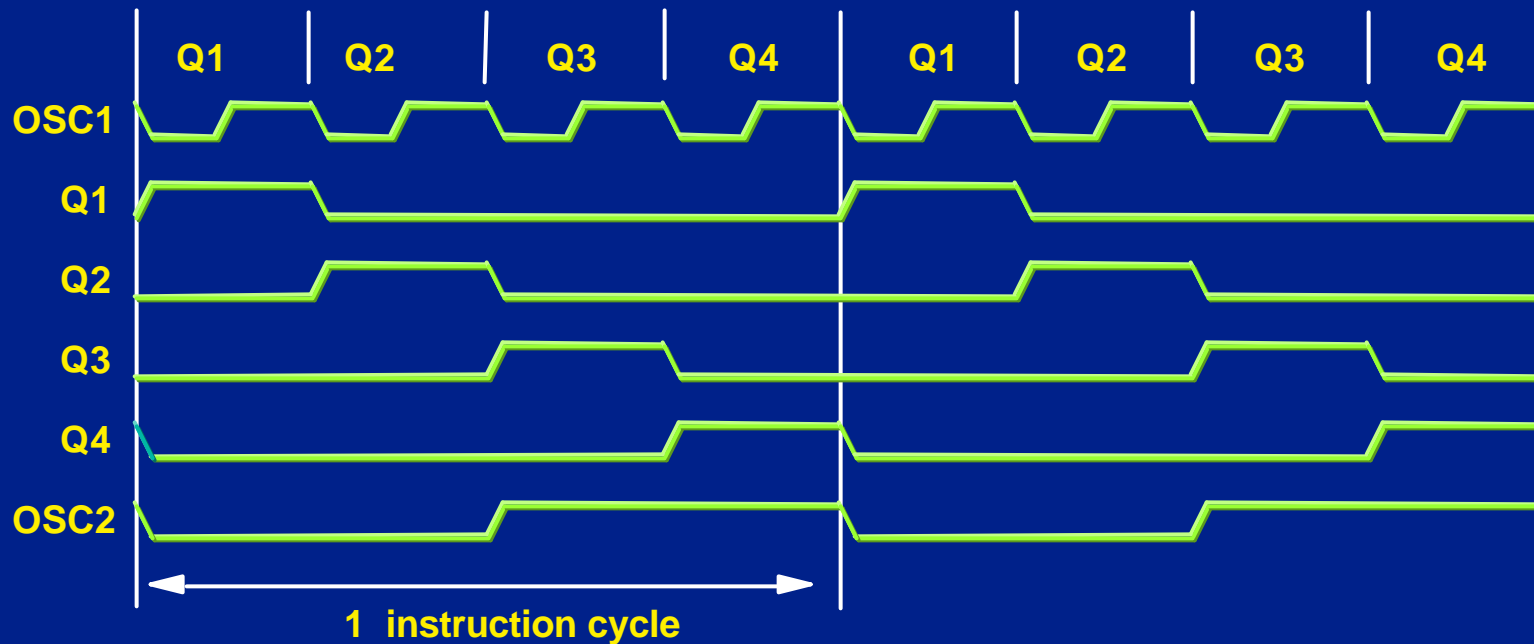 Q1 Q2 Q3 Q4 Q1 Q2 Q3 Q4
OSC1
Q1
Q2
Q3
Q4
OSC2
1 instruction cycle